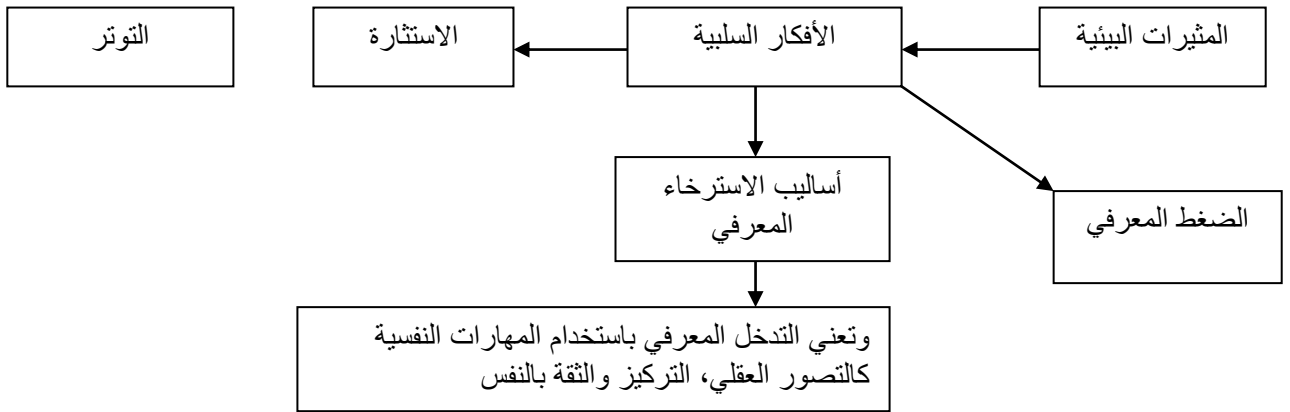 المثيرات البيئية
الأفكار السلبية
الاستثارة
التوتر
أساليب الاسترخاء
المعرفي
الضغط المعرفي
وتعني التدخل المعرفي باستخدام المهارات النفسية
كالتصور العقلي، التركيز والثقة بالنفس